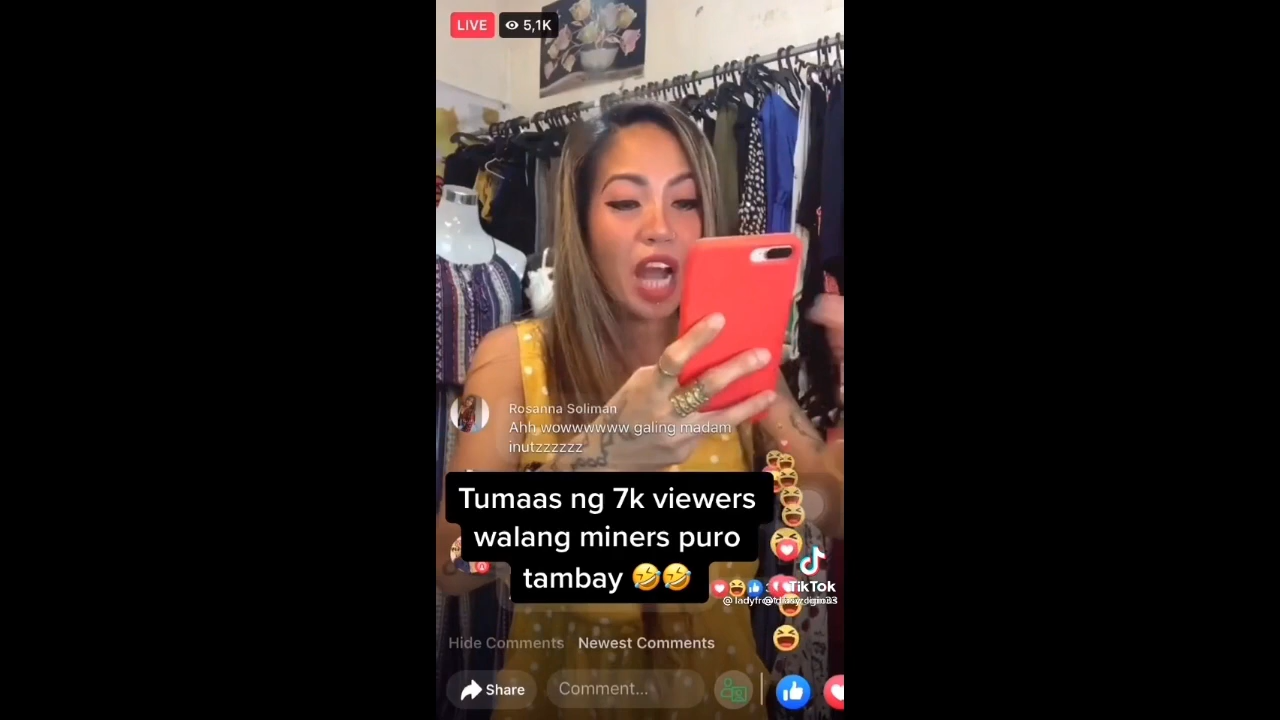 LIVE 5,1K
Rosanna Soliman
Ahh wowwwwww galing madam
inutzzzzzz
Tumaas ng 7k viewers
walang miners puro
tambay 🤣🤣
TikTok
Hide Comments Newest Comments
Share Comment...